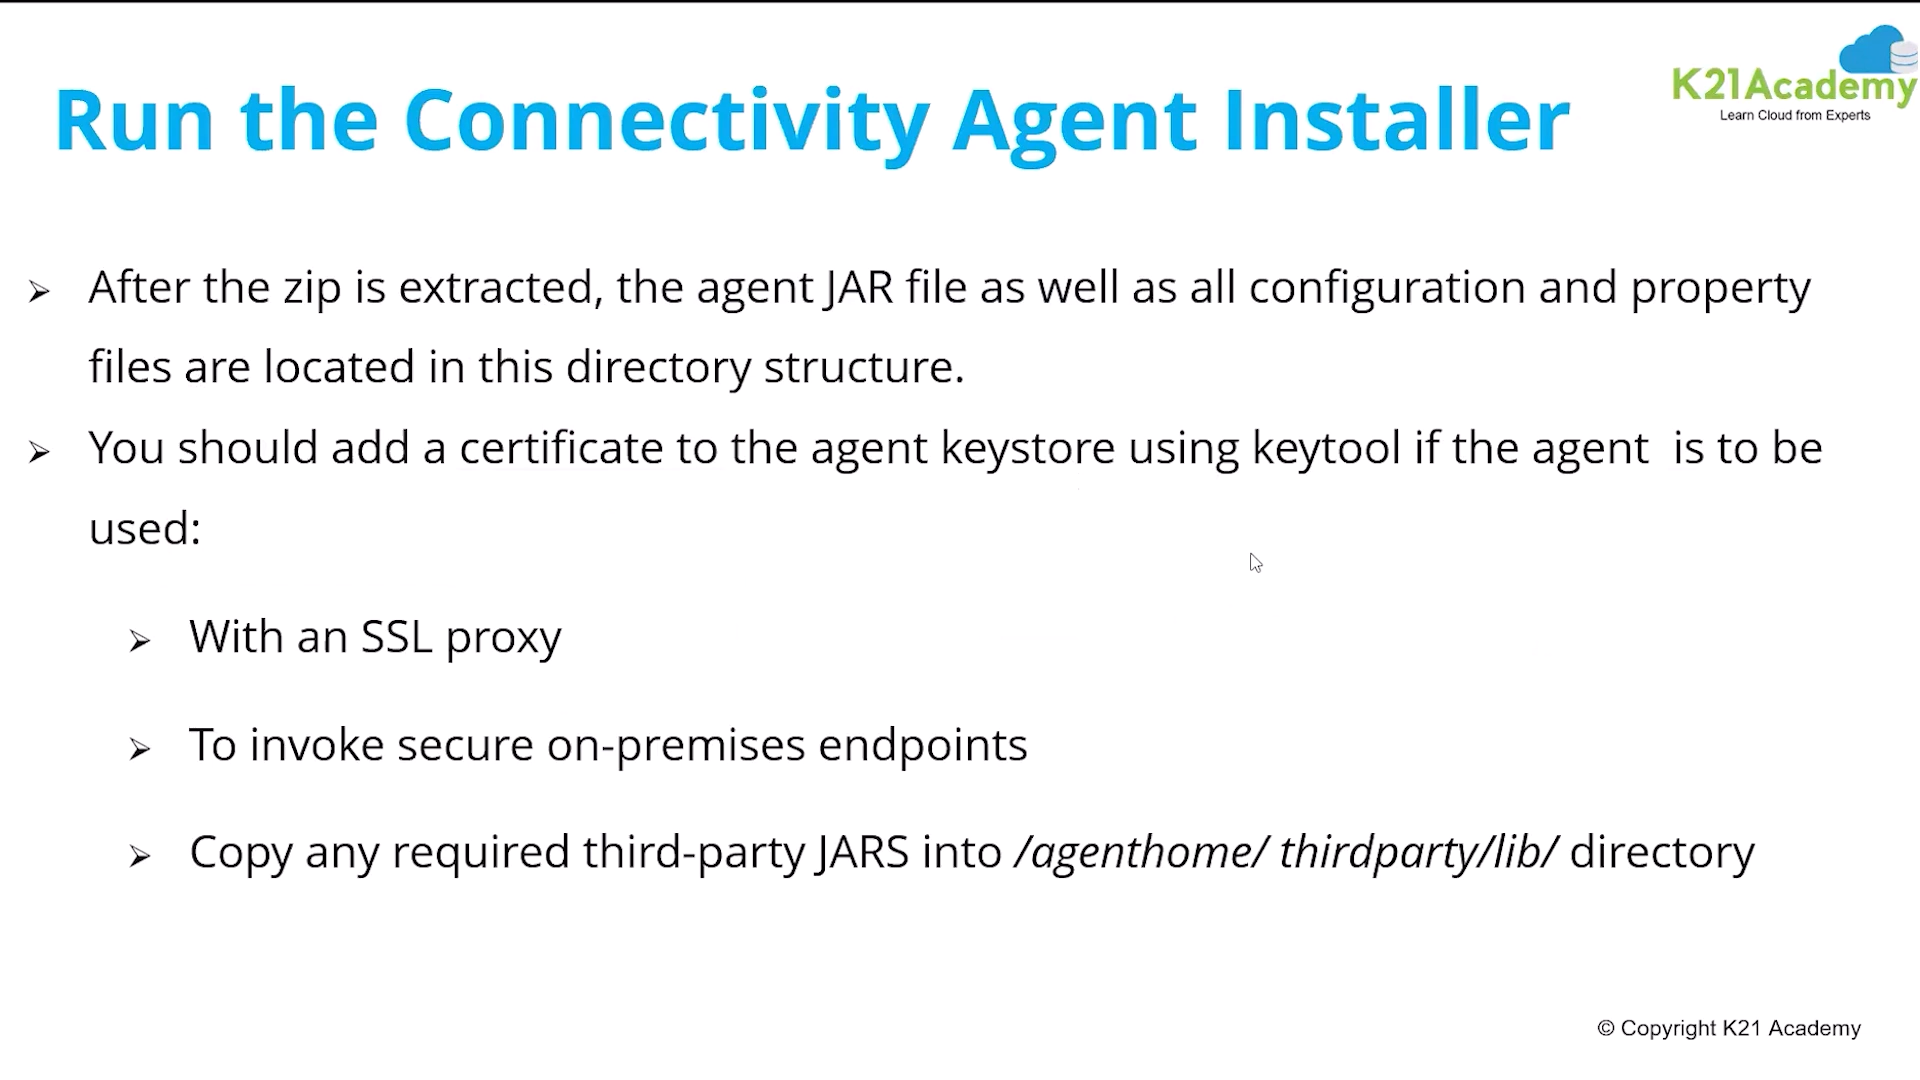 K21Academy
Learn Cloud from Experts
Run the Connectivity Agent Installer
After the zip is extracted, the agent JAR file as well as all configuration and property
files are located in this directory structure.
You should add a certificate to the agent keystore using keytool if the agent  is to be
used:
With an SSL proxy
To invoke secure on-premises endpoints
Copy any required third-party JARS into /agenthome/ thirdparty/lib/ directory
© Copyright K21 Academy